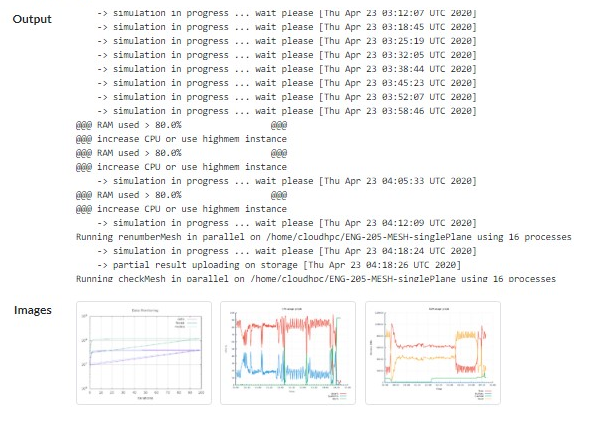 Output
-> simulation in progress ... wait please [Thu Apr 23 03:12:07 UTC 2020]
-> simulation in progress ... wait please [Thu Apr 23 03:18:45 UTC 2020]
-> simulation in progress ... wait please [Thu Apr 23 03:25:19 UTC 2020]
-> simulation in progress ... wait please [Thu Apr 23 03:32:05 UTC 2020]
-> simulation in progress ... wait please [Thu Apr 23 03:38:44 UTC 2020]
-> simulation in progress ... wait please [Thu Apr 23 03:45:23 UTC 2020]
-> simulation in progress ... wait please [Thu Apr 23 03:52:07 UTC 2020]
-> simulation in progress ... wait please [Thu Apr 23 03:58:46 UTC 2020]
@@@ RAM used > 80.0% @@@
@@@ increase CPU or use highmem instance
@@@ RAM used > 80.0% @@@
@@@ increase CPU or use highmem instance
-> simulation in progress ... wait please [Thu Apr 23 04:05:33 UTC 2020]
@@@ RAM used > 80.0% @@@
@@@ increase CPU or use highmem instance
-> simulation in progress ... wait please [Thu Apr 23 04:12:09 UTC 2020]
Running renumberMesh in parallel on /home/cloudhpc/ENG-205-MESH-singlePlane using 16 processes
-> simulation in progress ... wait please [Thu Apr 23 04:18:24 UTC 2020]
-> partial result uploading on storage [Thu Apr 23 04:18:26 UTC 2020]
Running checkMesh in parallel on /home/cloudhpc/ENG-205-MESH-singlePlane using 16 processes
Images